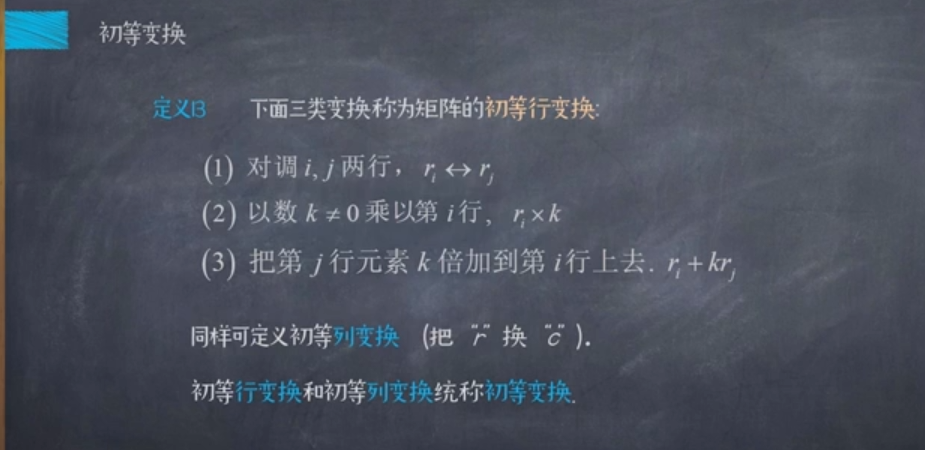 初等变换
定义13 下面三类变换称为矩阵的初等行变换:
(1) 对调 i, j 两行， r_i ↔ r_j
(2) 以数 k ≠ 0 乘以第 i 行、 r_i × k
(3) 把第 j 行元素 k 倍加到第 i 行上去. r_i + kr_j
同样可定义初等列变换 (把 "r" 换 "c" ).
初等行变换和初等列变换统称初等变换.